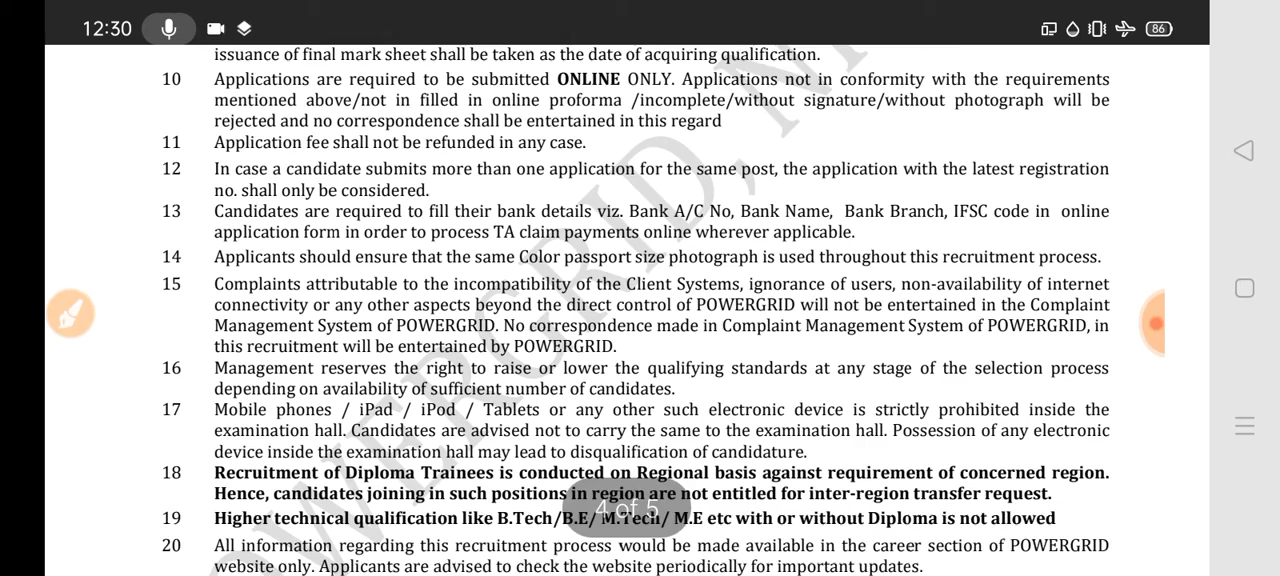 12:30
86
issuance of final mark sheet shall be taken as the date of acquiring qualification.
10 Applications are required to be submitted ONLINE ONLY. Applications not in conformity with the requirements
mentioned above/not in filled in online proforma /incomplete/without signature/without photograph will be
rejected and no correspondence shall be entertained in this regard
11 Application fee shall not be refunded in any case.
12 In case a candidate submits more than one application for the same post, the application with the latest registration
no. shall only be considered.
13 Candidates are required to fill their bank details viz. Bank A/C No, Bank Name, Bank Branch, IFSC code in online
application form in order to process TA claim payments online wherever applicable.
14 Applicants should ensure that the same Color passport size photograph is used throughout this recruitment process.
15 Complaints attributable to the incompatibility of the Client Systems, ignorance of users, non-availability of internet
connectivity or any other aspects beyond the direct control of POWERGRID will not be entertained in the Complaint
Management System of POWERGRID. No correspondence made in Complaint Management System of POWERGRID, in
this recruitment will be entertained by POWERGRID.
16 Management reserves the right to raise or lower the qualifying standards at any stage of the selection process
depending on availability of sufficient number of candidates.
17 Mobile phones / iPad / iPod / Tablets or any other such electronic device is strictly prohibited inside the
examination hall. Candidates are advised not to carry the same to the examination hall. Possession of any electronic
device inside the examination hall may lead to disqualification of candidature.
18 Recruitment of Diploma Trainees is conducted on Regional basis against requirement of concerned region.
Hence, candidates joining in such positions in region are not entitled for inter-region transfer request.
4 of 5
19 Higher technical qualification like B.Tech/B.E/ M.Tech/ M.E etc with or without Diploma is not allowed
20 All information regarding this recruitment process would be made available in the career section of POWERGRID
website only. Applicants are advised to check the website periodically for important updates.
POWERGRID, N